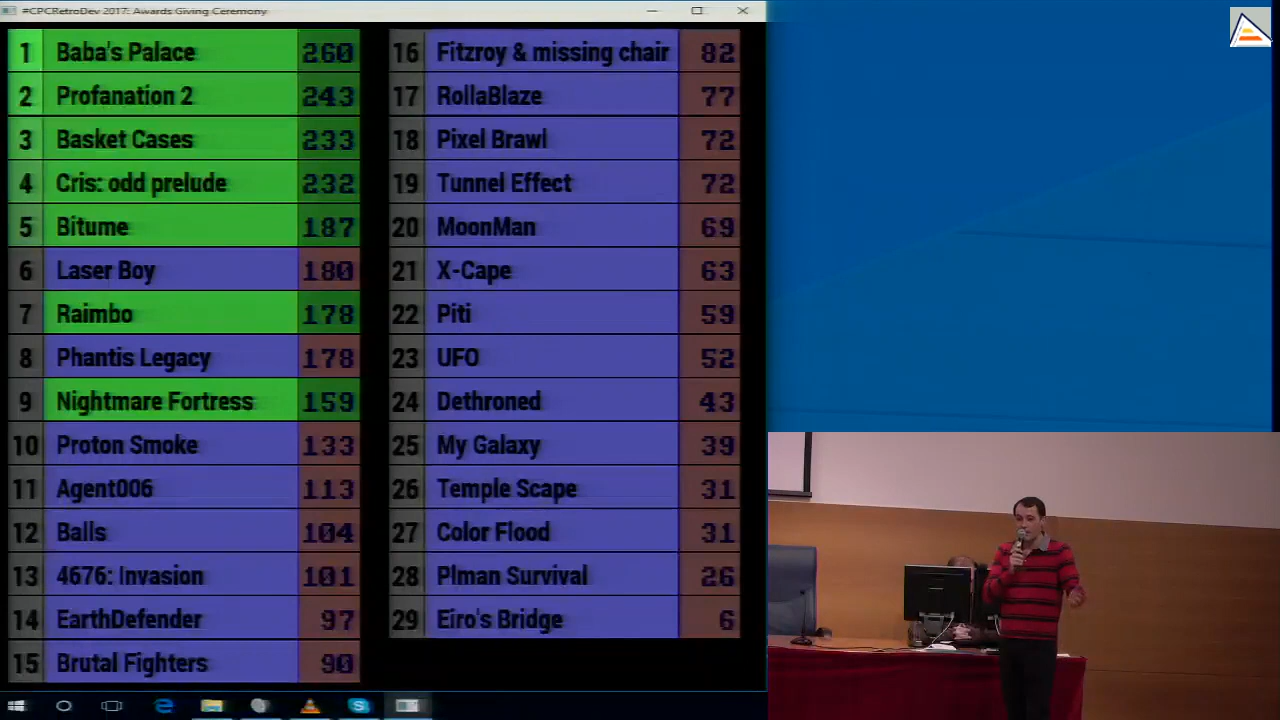 #CPCRetroDev 2017: Awards Giving Ceremony
1 Baba's Palace 260
2 Profanation 2 243
3 Basket Cases 233
4 Cris: odd prelude 232
5 Bitume 187
6 Laser Boy 180
7 Raimbo 178
8 Phantis Legacy 178
9 Nightmare Fortress 159
10 Proton Smoke 133
11 Agent006 113
12 Balls 104
13 4676: Invasion 101
14 EarthDefender 97
15 Brutal Fighters 90
16 Fitzroy & missing chair 82
17 RollaBlaze 77
18 Pixel Brawl 72
19 Tunnel Effect 72
20 MoonMan 69
21 X-Cape 63
22 Piti 59
23 UFO 52
24 Dethroned 43
25 My Galaxy 39
26 Temple Scape 31
27 Color Flood 31
28 Plman Survival 26
29 Eiro's Bridge 6